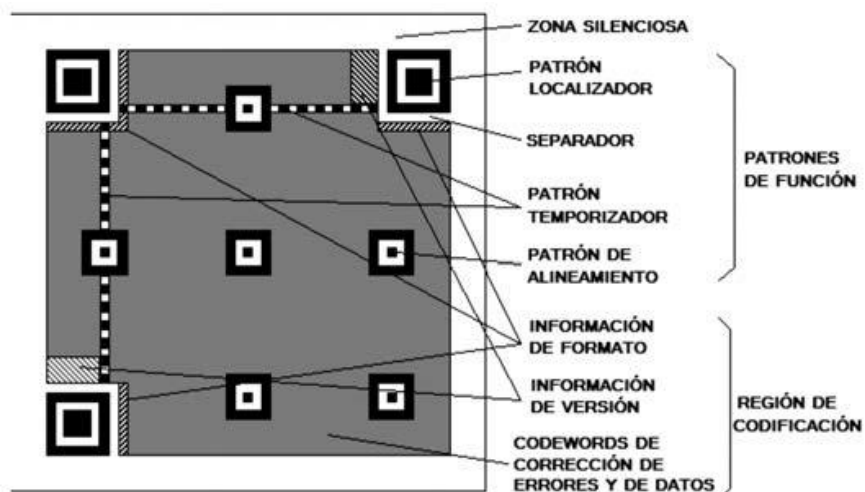 ZONA SILENCIOSA
PATRÓN
LOCALIZADOR
SEPARADOR
PATRÓN
TEMPORIZADOR
PATRÓN DE
ALINEAMIENTO
PATRONES
DE FUNCIÓN
INFORMACIÓN
DE FORMATO
INFORMACIÓN
DE VERSIÓN
CODEWORDS DE
CORRECCIÓN DE
ERRORES Y DE DATOS
REGIÓN DE
CODIFICACIÓN